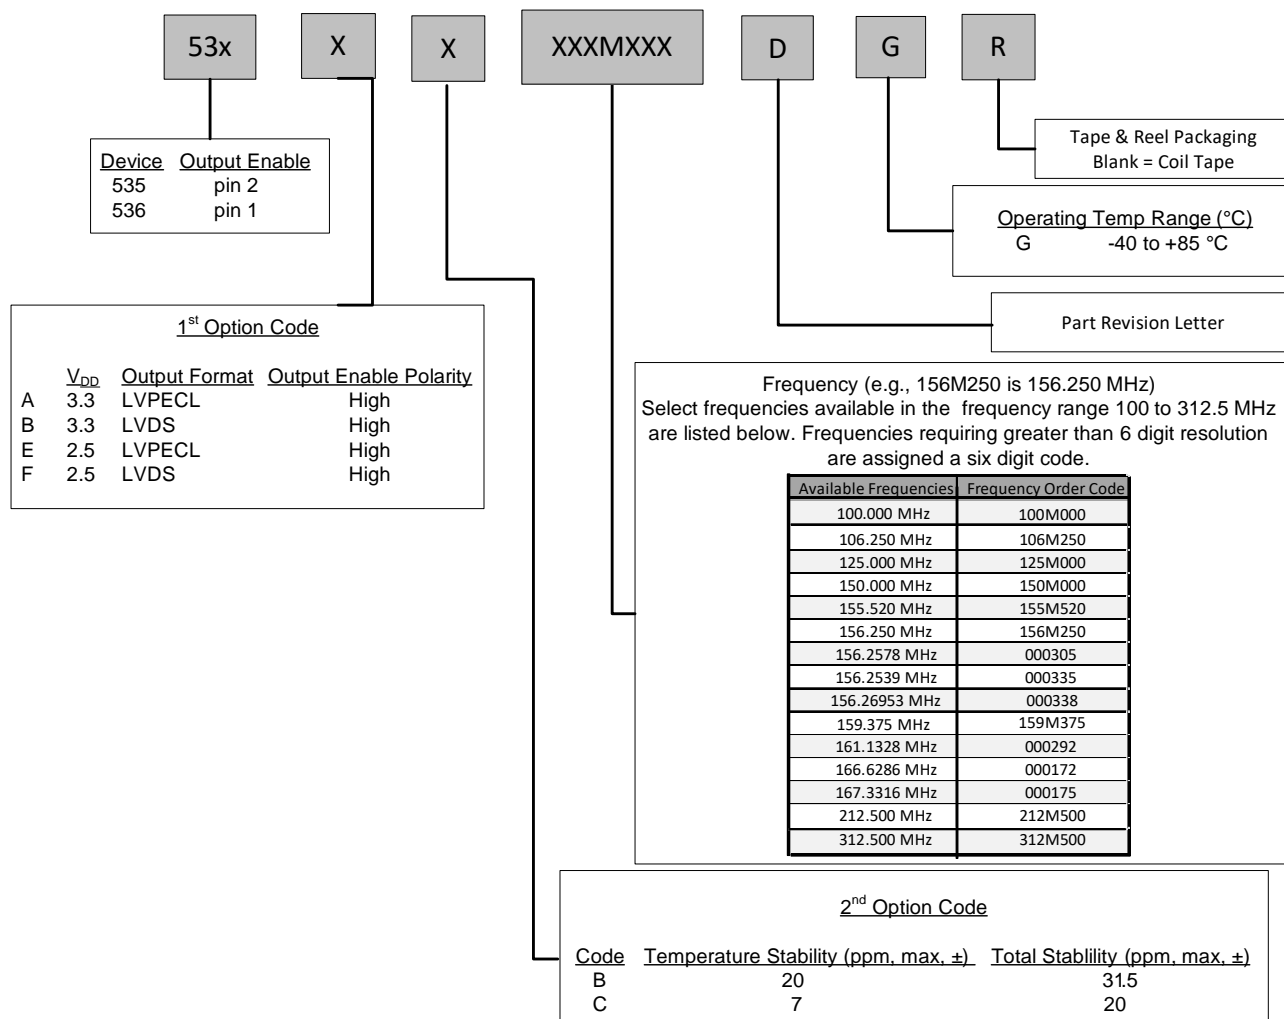 53x X X XXXMXXX D G R
Device Output Enable
535 pin 2
536 pin 1
Tape & Reel Packaging
Blank = Coil Tape
Operating Temp Range (°C)
G -40 to +85 °C
Part Revision Letter
1st Option Code
VDD Output Format Output Enable Polarity
A 3.3 LVPECL High
B 3.3 LVDS High
E 2.5 LVPECL High
F 2.5 LVDS High
Frequency (e.g., 156M250 is 156.250 MHz)
Select frequencies available in the frequency range 100 to 312.5 MHz
are listed below. Frequencies requiring greater than 6 digit resolution
are assigned a six digit code.
Available Frequencies Frequency Order Code
100.000 MHz 100M000
106.250 MHz 106M250
125.000 MHz 125M000
150.000 MHz 150M000
155.520 MHz 155M520
156.250 MHz 156M250
156.2578 MHz 000305
156.2539 MHz 000335
156.26953 MHz 000338
159.375 MHz 159M375
161.1328 MHz 000292
166.6286 MHz 000172
167.3316 MHz 000175
212.500 MHz 212M500
312.500 MHz 312M500
2nd Option Code
Code Temperature Stability (ppm, max, ±) Total Stablility (ppm, max, ±)
B 20 31.5
C 7 20